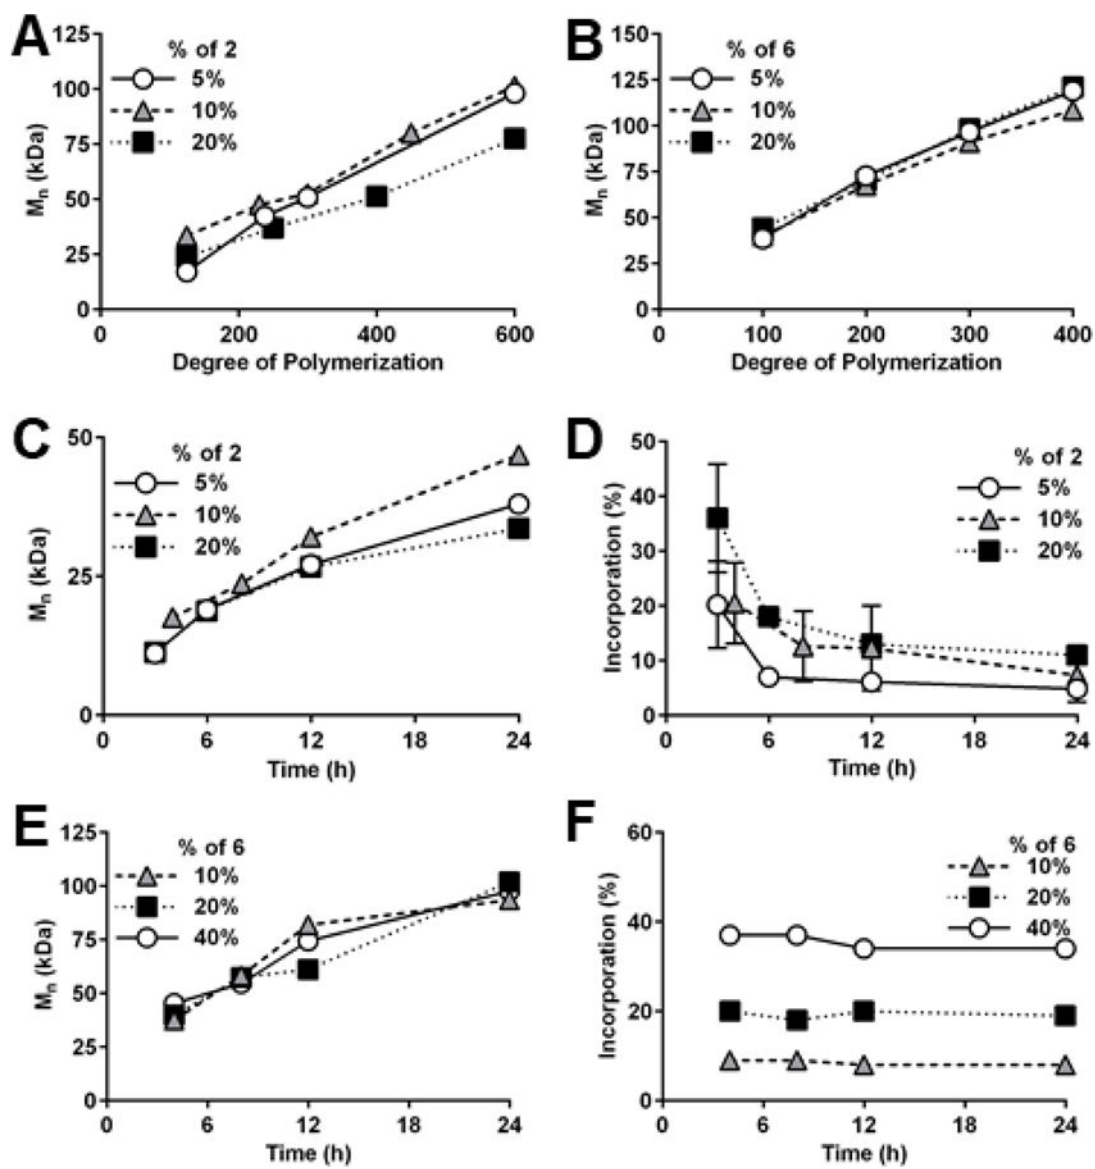 A
125
100
75
50
25
0
Mn (kDa)
% of 2
5%
10%
20%
0 200 400 600
Degree of Polymerization
B
150
125
100
75
50
25
0
Mn (kDa)
% of 6
5%
10%
20%
0 100 200 300 400
Degree of Polymerization
C
50
25
0
Mn (kDa)
% of 2
5%
10%
20%
0 6 12 18 24
Time (h)
D
50
40
30
20
10
0
Incorporation (%)
% of 2
5%
10%
20%
0 6 12 18 24
Time (h)
E
125
100
75
50
25
0
Mn (kDa)
% of 6
10%
20%
40%
0 6 12 18 24
Time (h)
F
60
40
20
0
Incorporation (%)
% of 6
10%
20%
40%
0 6 12 18 24
Time (h)